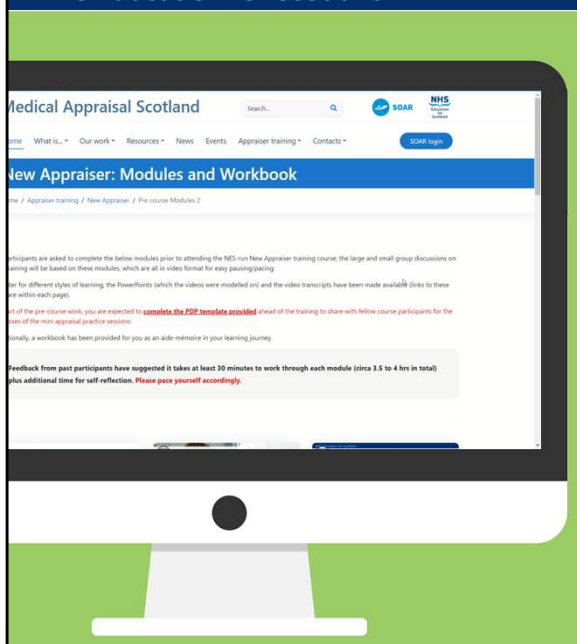 Medical Appraisal Scotland
Search...
SOAR
NHS
Education
for
Scotland
ome What is... Our work Resources News Events Appraiser training Contacts
SOAR login
New Appraiser: Modules and Workbook
me / Appraiser training / New Appraiser / Pre course Modules 2
articipants are asked to complete the below modules prior to attending the NES-run New Appraiser training course; the large and small group discussions on
raining will be based on these modules, which are all in video format for easy pausing/pacing.
ter for different styles of learning, the PowerPoints (which the videos were modelled on) and the video transcripts have been made available (links to these
are within each page).
rt of the pre-course work, you are expected to complete the PDP template provided ahead of the training to share with fellow course participants for the
oses of the mini appraisal practice sessions.
tionally, a workbook has been provided for you as an aide-mémoire in your learning journey.
Feedback from past participants have suggested it takes at least 30 minutes to work through each module (circa 3.5 to 4 hrs in total)
plus additional time for self-reflection. Please pace yourself accordingly.